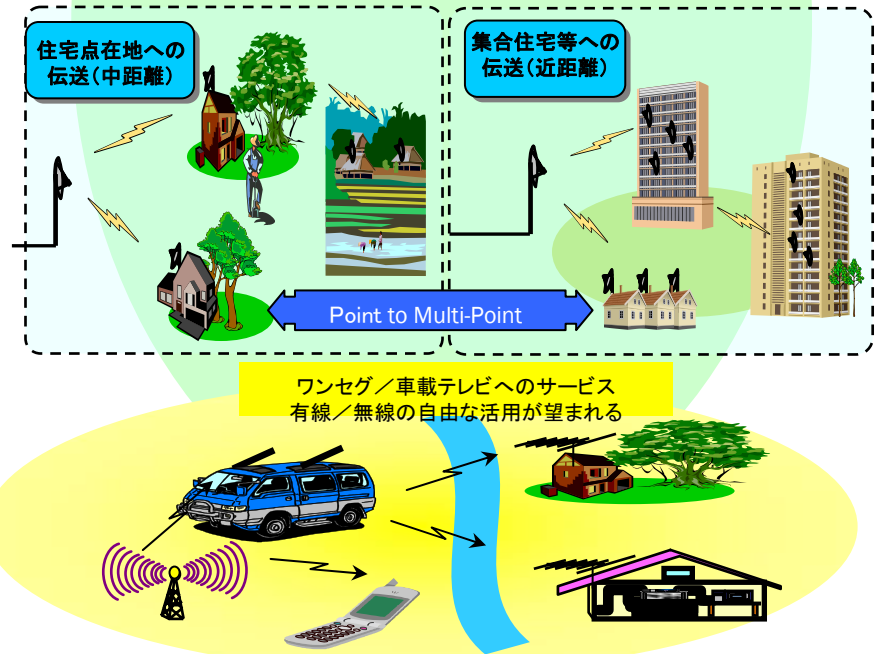 住宅点在地への
伝送(中距離)
集合住宅等への
伝送(近距離)
Point to Multi-Point
ワンセグ／車載テレビへのサービス
有線／無線の自由な活用が望まれる